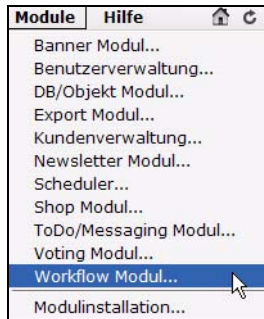 Module Hilfe
Banner Modul...
Benutzerverwaltung...
DB/Objekt Modul...
Export Modul...
Kundenverwaltung...
Newsletter Modul...
Scheduler...
Shop Modul...
ToDo/Messaging Modul...
Voting Modul...
Workflow Modul...
Modulinstallation...